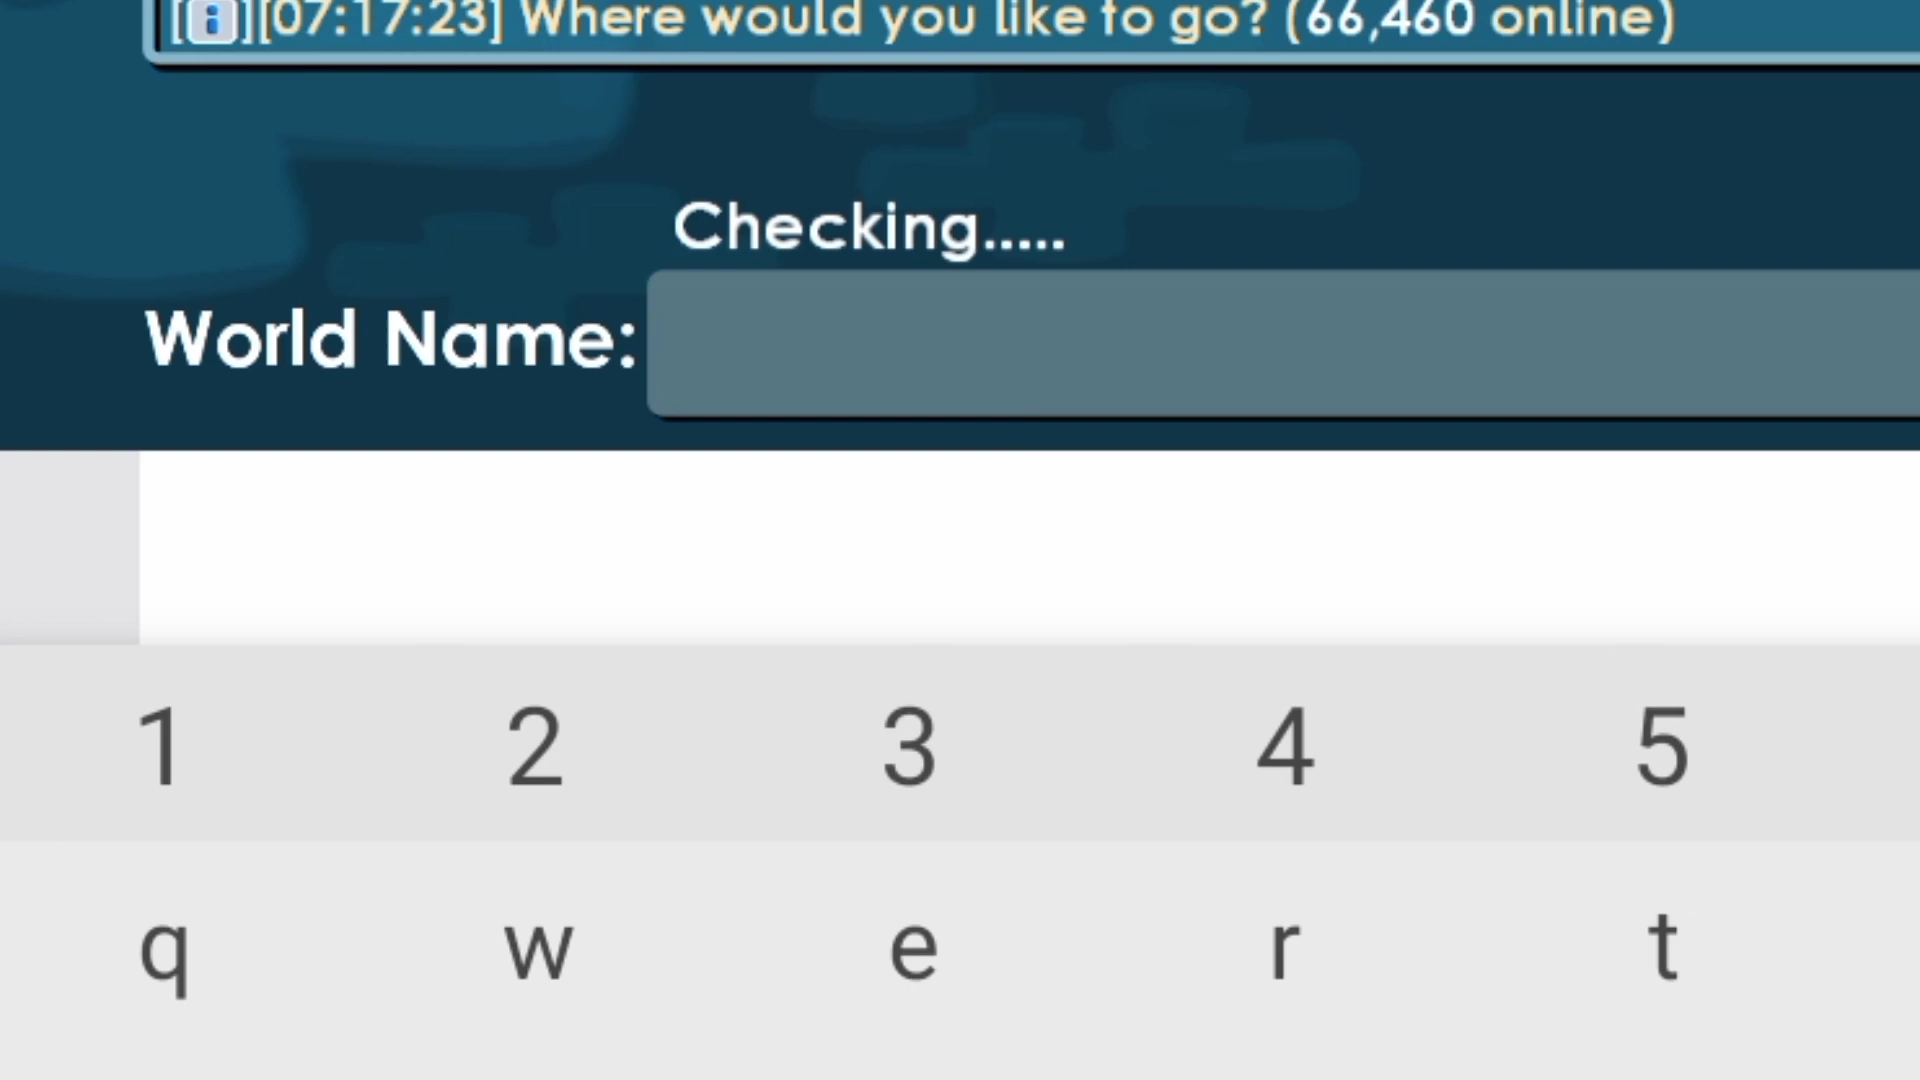 [i][07:17:23] Where would you like to go? (66,460 online)
Checking.....
World Name:
1 2 3 4 5
q w e r t